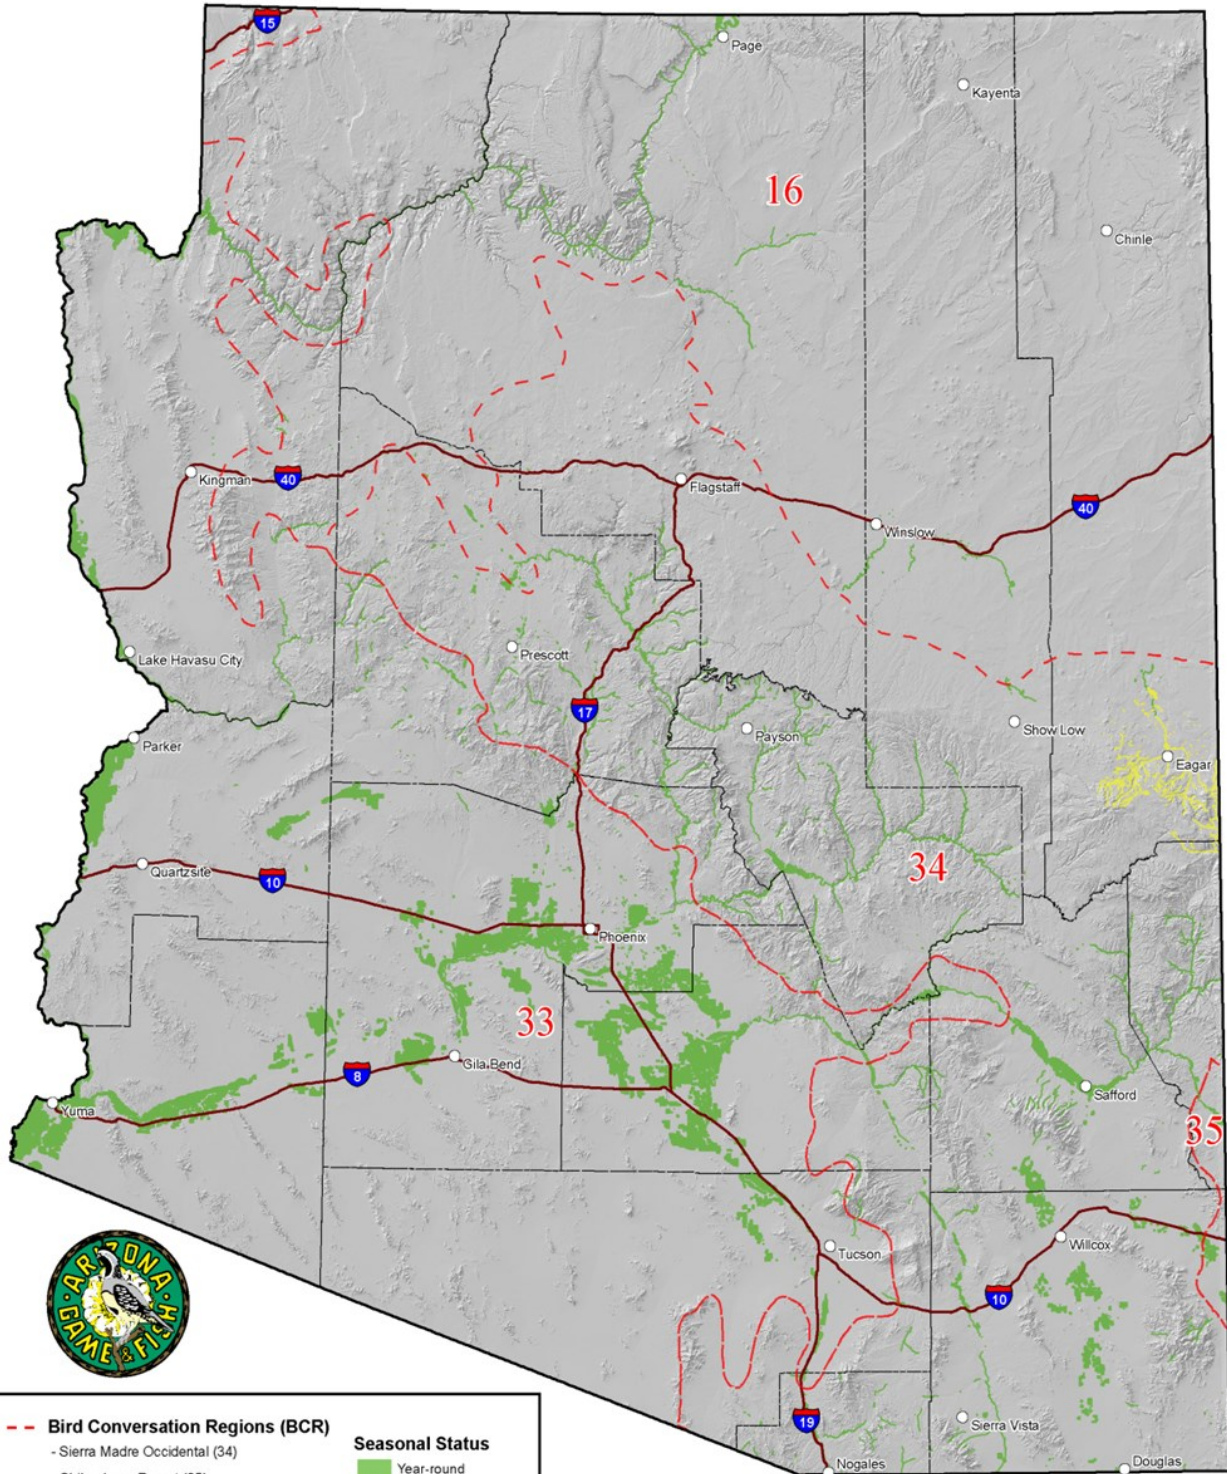 15
Page
Kayenta
16
Chinle
Kingman
40
Flagstaff
40
Winslow
Lake Havasu City
Prescott
17
Show Low
Payson
Parker
Eagar
34
Quartzsite
10
Phoenix
33
Gila Bend
8
Safford
Yuma
35
Willcox
Tucson
10
ARIZONA
GAME & FISH
19
Sierra Vista
Nogales
Douglas
Bird Conversation Regions (BCR)
- Sierra Madre Occidental (34)
Seasonal Status
Year-round